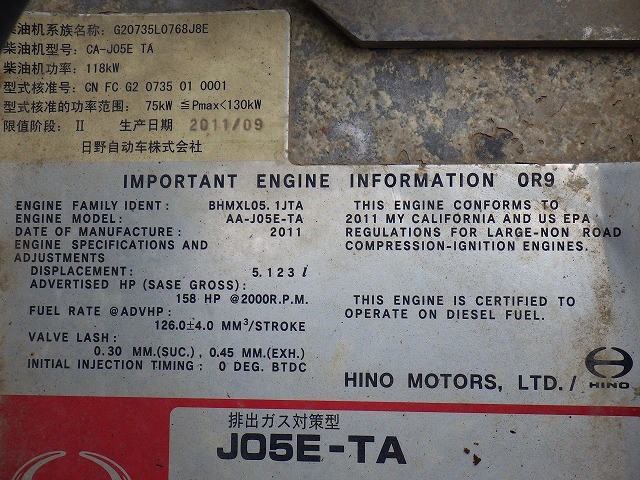 柴油机系族名称: G20735L0768J8E
柴油机型号: CA-J05E TA
柴油机功率: 118kW
型式核准号: CN FC G2 0735 01 0001
型式核准的功率范围: 75kW ≦Pmax<130kW
限值阶段: II 生产日期 2011/09
日野自动车株式会社
IMPORTANT ENGINE INFORMATION 0R9
ENGINE FAMILY IDENT: BHMXL05.1JTA
ENGINE MODEL: AA-J05E-TA
DATE OF MANUFACTURE: 2011
ENGINE SPECIFICATIONS AND
ADJUSTMENTS
DISPLACEMENT: 5.123 ℓ
ADVERTISED HP (SASE GROSS):
158 HP @2000R.P.M.
FUEL RATE @ADVHP:
126.0±4.0 MM³/STROKE
VALVE LASH:
0.30 MM.(SUC.), 0.45 MM.(EXH.)
INITIAL INJECTION TIMING: 0 DEG. BTDC
THIS ENGINE CONFORMS TO
2011 MY CALIFORNIA AND US EPA
REGULATIONS FOR LARGE-NON ROAD
COMPRESSION-IGNITION ENGINES.
THIS ENGINE IS CERTIFIED TO
OPERATE ON DIESEL FUEL.
HINO MOTORS, LTD./
HINO
排出ガス対策型
J05E-TA